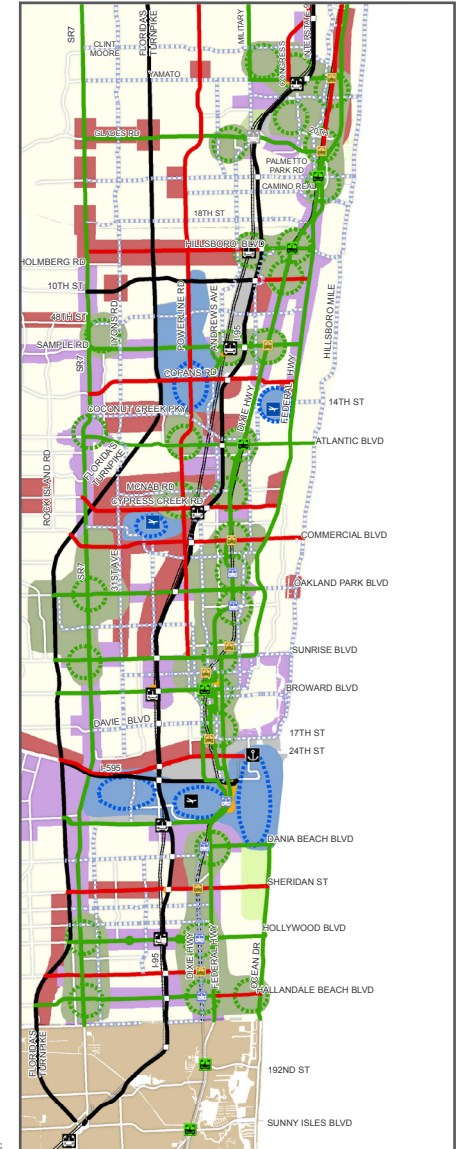 SR7
CLINT
MOORE
FLORIDA'S
TURNPIKE
MILITARY
CONGRESS
YAMATO
GLADES RD
20TH
PALMETTO
PARK RD
CAMINO REAL
18TH ST
HILLSBORO BLVD
HOLMBERG RD
10TH ST
LYONS RD
POWERLINE RD
ANDREWS AVE
I-95
HILLSBORO MILE
48TH ST
SAMPLE RD
SR7
COPANS RD
DIXIE HWY
FEDERAL HWY
14TH ST
COCONUT CREEK PKY
ATLANTIC BLVD
FLORIDA'S
TURNPIKE
ROCK ISLAND RD
MCNAB RD
CYPRESS CREEK RD
COMMERCIAL BLVD
31ST AVE
SR7
OAKLAND PARK BLVD
SUNRISE BLVD
BROWARD BLVD
DAVIE BLVD
17TH ST
24TH ST
I-595
DANIA BEACH BLVD
SHERIDAN ST
HOLLYWOOD BLVD
I-95
DIXIE HWY
FEDERAL HWY
OCEAN DR
HALLANDALE BEACH BLVD
FLORIDA'S
TURNPIKE
192ND ST
SUNNY ISLES BLVD